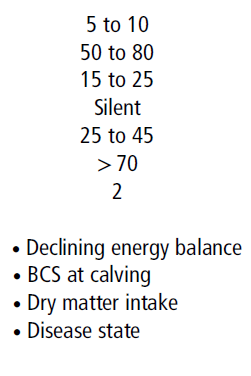 5 to 10
50 to 80
15 to 25
Silent
25 to 45
> 70
2
• Declining energy balance
• BCS at calving
• Dry matter intake
• Disease state